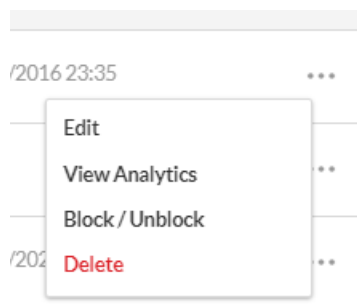 /2016 23:35
Edit
View Analytics
Block / Unblock
/202
Delete